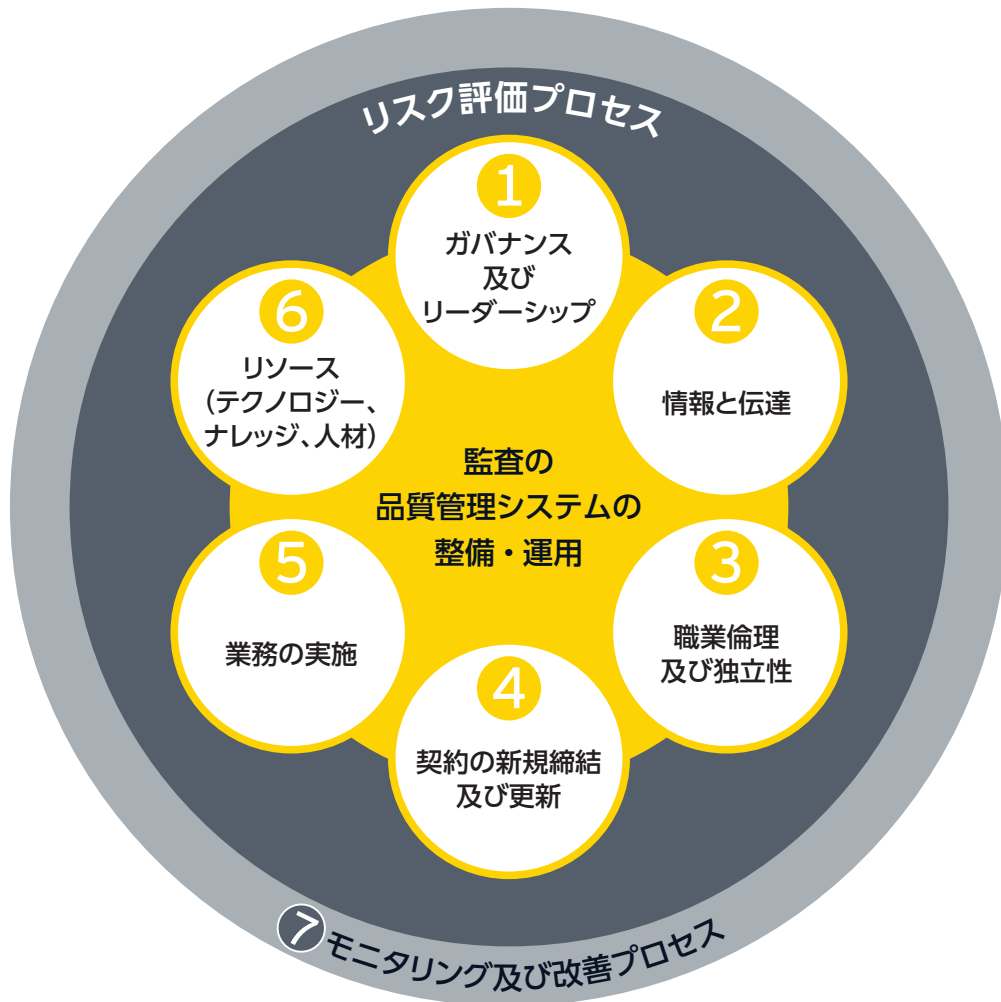 リスク評価プロセス
1
ガバナンス
及び
リーダーシップ
2
情報と伝達
3
職業倫理
及び独立性
4
契約の新規締結
及び更新
5
業務の実施
6
リソース
(テクノロジー、
ナレッジ、人材)
監査の
品質管理システムの
整備・運用
7 モニタリング及び改善プロセス